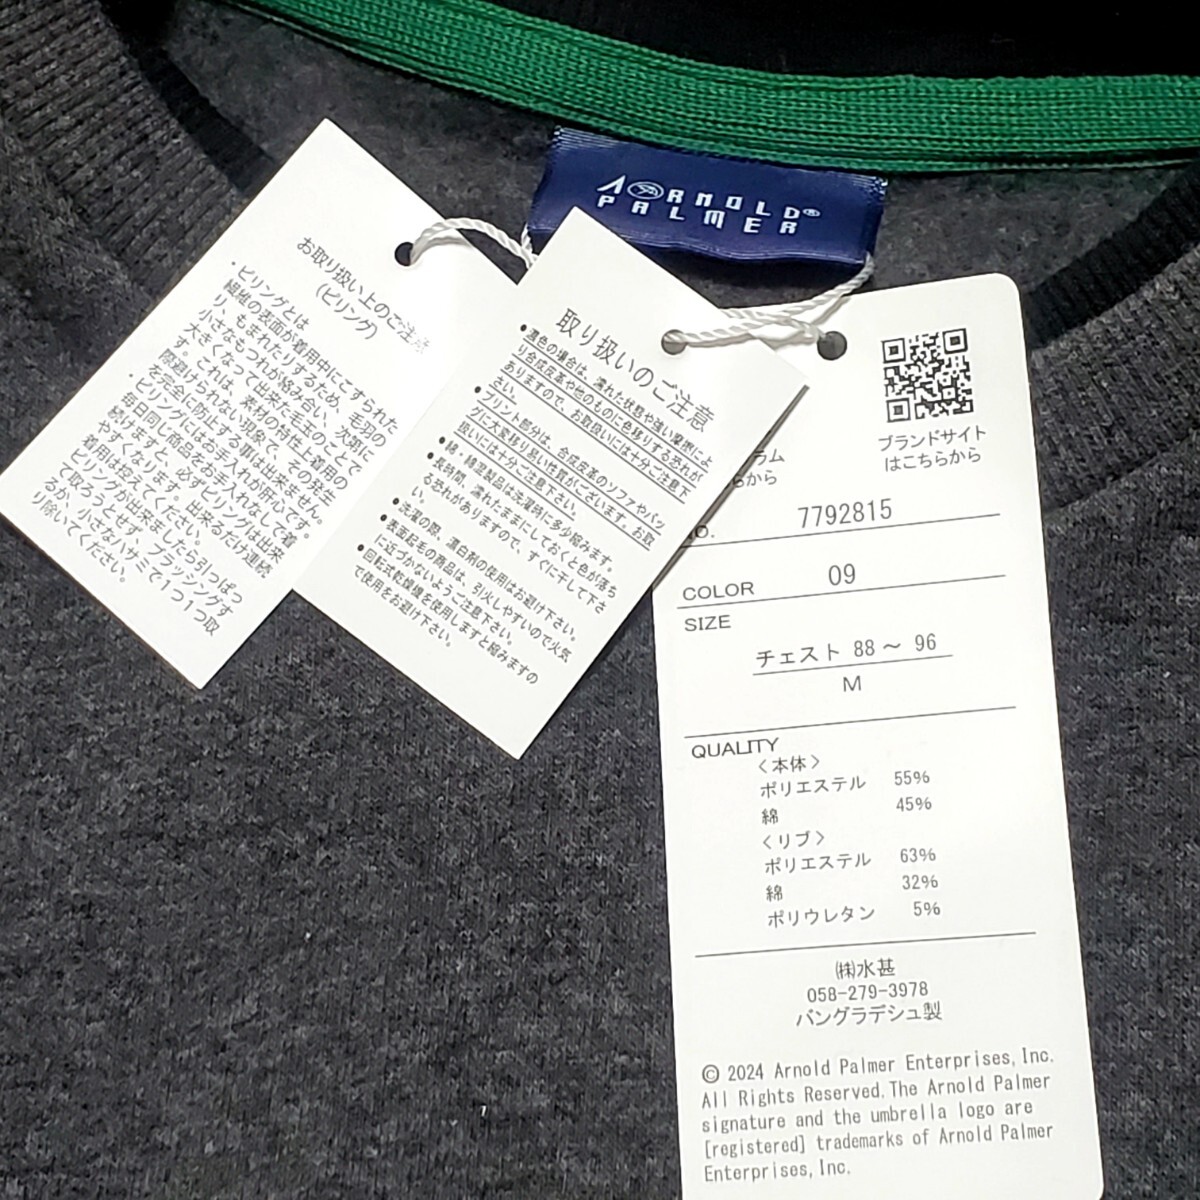 ARNOLD®
PALMER
お取り扱い上のご注意
(ピリング)
・ピリングとは
繊維の表面が着用中にこすられた
り、もまれたりするため、毛羽の
小さなもつれが絡み合い、次第に
大きくなって出来た毛玉のことで
す。これは、素材の特性上着用の
際避けられない現象で、その発生
を完全に防止する事は出来ません。
・ピリングにはお手入れが肝心です。
毎日同じ商品をお手入れなしで着
続けますと、必ずピリングは出来
やすくなります。出来るだけ連続
着用は控えてください。
ピリングが出来ましたら引っぱっ
て取ろうとせず、ブラッシングす
るか、小さなハサミで1つ1つ取
り除いてください。
取り扱いのご注意
●濃色の場合は、濡れた状態や強い摩擦によ
り合成皮革や他のものに色移りする恐れが
ありますので、お取扱いには十分ご注意下
さい。
●プリント部分は、合成皮革のソファやバッ
グに大変移り易い性質がございます。お取
扱いには十分ご注意下さい。
●綿・綿混製品は洗濯時に多少縮みます。
●長時間、濡れたままにしておくと色が落ち
る恐れがありますので、すぐに干して下さ
い。
●洗濯の際、漂白剤の使用はお避け下さい。
●表面起毛の商品は、引火しやすいので火気
に近づかないようご注意下さい。
●回転式乾燥機を使用しますと縮みますの
で使用をお避け下さい。
ラム
ちから
ブランドサイト
はこちらから
NO. 7792815
COLOR 09
SIZE
チェスト 88～ 96
M
QUALITY
〈本体〉
ポリエステル 55%
綿 45%
〈リブ〉
ポリエステル 63%
綿 32%
ポリウレタン 5%
㈱水甚
058-279-3978
バングラデシュ製
© 2024 Arnold Palmer Enterprises, Inc.
All Rights Reserved. The Arnold Palmer
signature and the umbrella logo are
[registered] trademarks of Arnold Palmer
Enterprises, Inc.